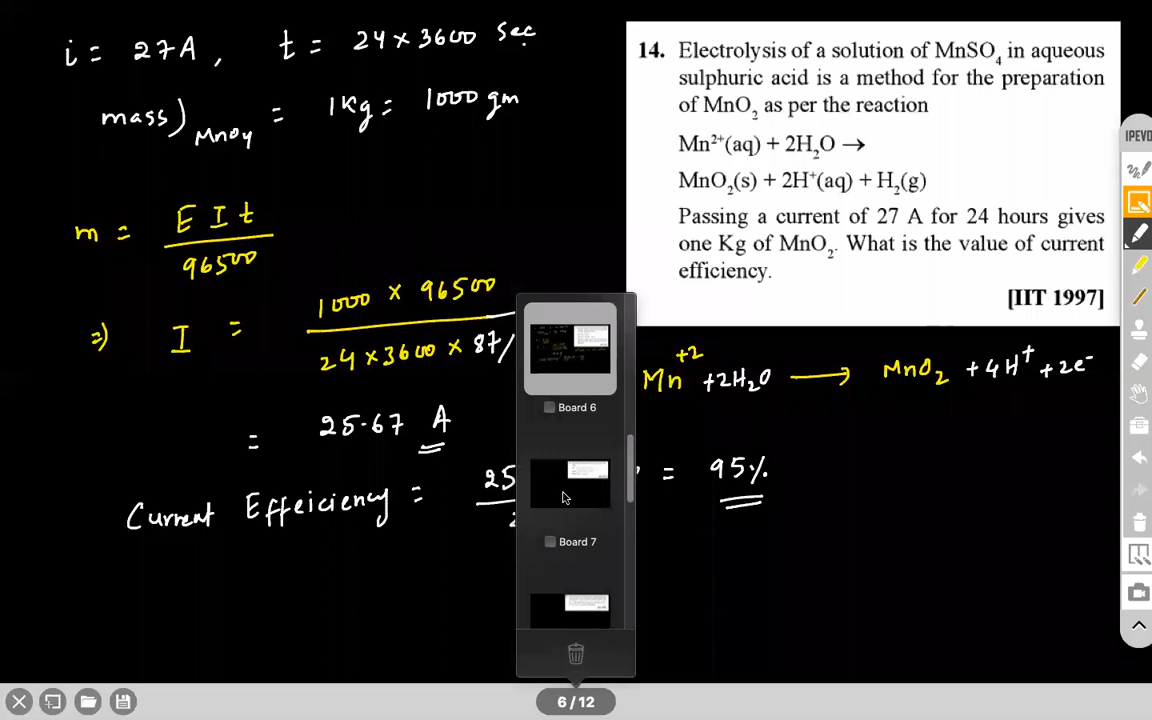 i = 27A , t = 24×3600 sec
mass) MnO4 = 1Kg = 1000 gm
m = E I t / 96500
=) I = 1000 × 96500 / 24 ×3600 × 87/
= 25.67 A
Current Effeiciency = 25 = 95%
14. Electrolysis of a solution of MnSO4 in aqueous
sulphuric acid is a method for the preparation
of MnO2 as per the reaction
Mn2+(aq) + 2H2O →
MnO2(s) + 2H+(aq) + H2(g)
Passing a current of 27 A for 24 hours gives
one Kg of MnO2. What is the value of current
efficiency.
[IIT 1997]
Mn+2 +2H2O → MnO2 +4H+ +2e-
Board 6
Board 7
6 / 12
IPEVO